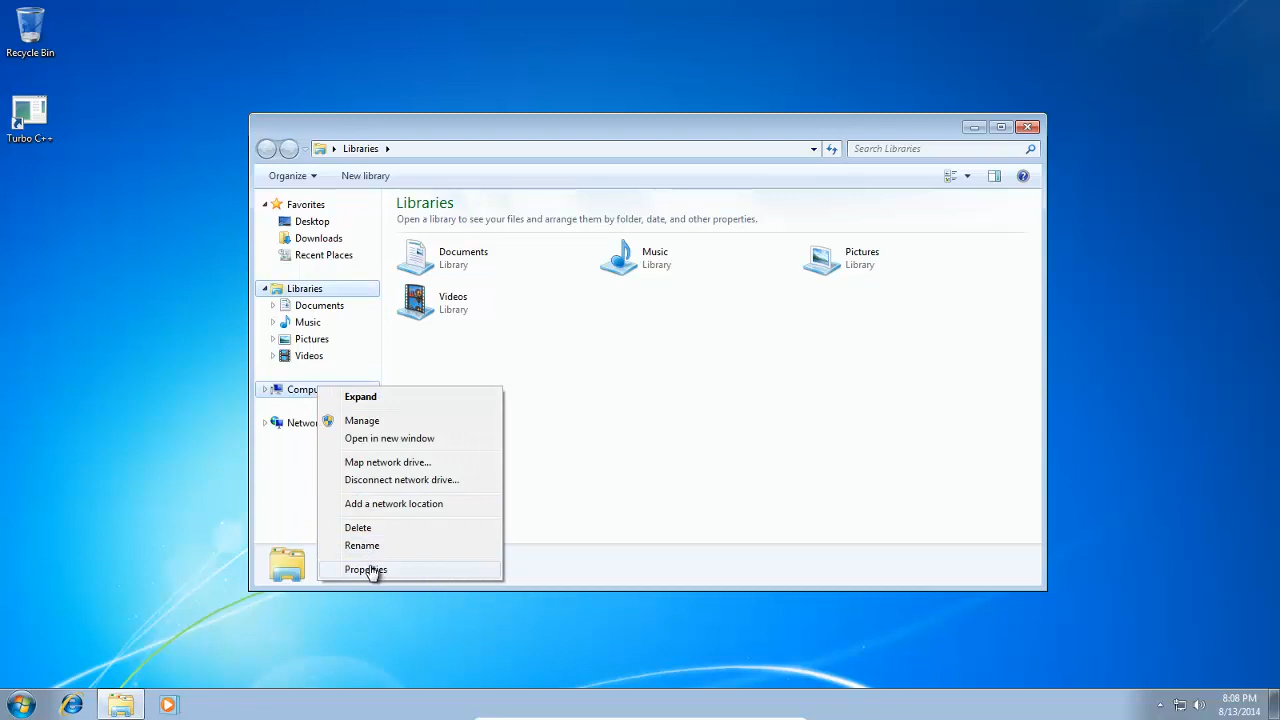 Recycle Bin
Turbo C++
Libraries
Search Libraries
Organize
New library
Favorites
Desktop
Downloads
Recent Places
Libraries
Documents
Music
Pictures
Videos
Libraries
Open a library to see your files and arrange them by folder, date, and other properties.
Documents
Library
Music
Library
Pictures
Library
Videos
Library
Expand
Manage
Open in new window
Map network drive...
Disconnect network drive...
Add a network location
Delete
Rename
Properties
8:08 PM
8/13/2014